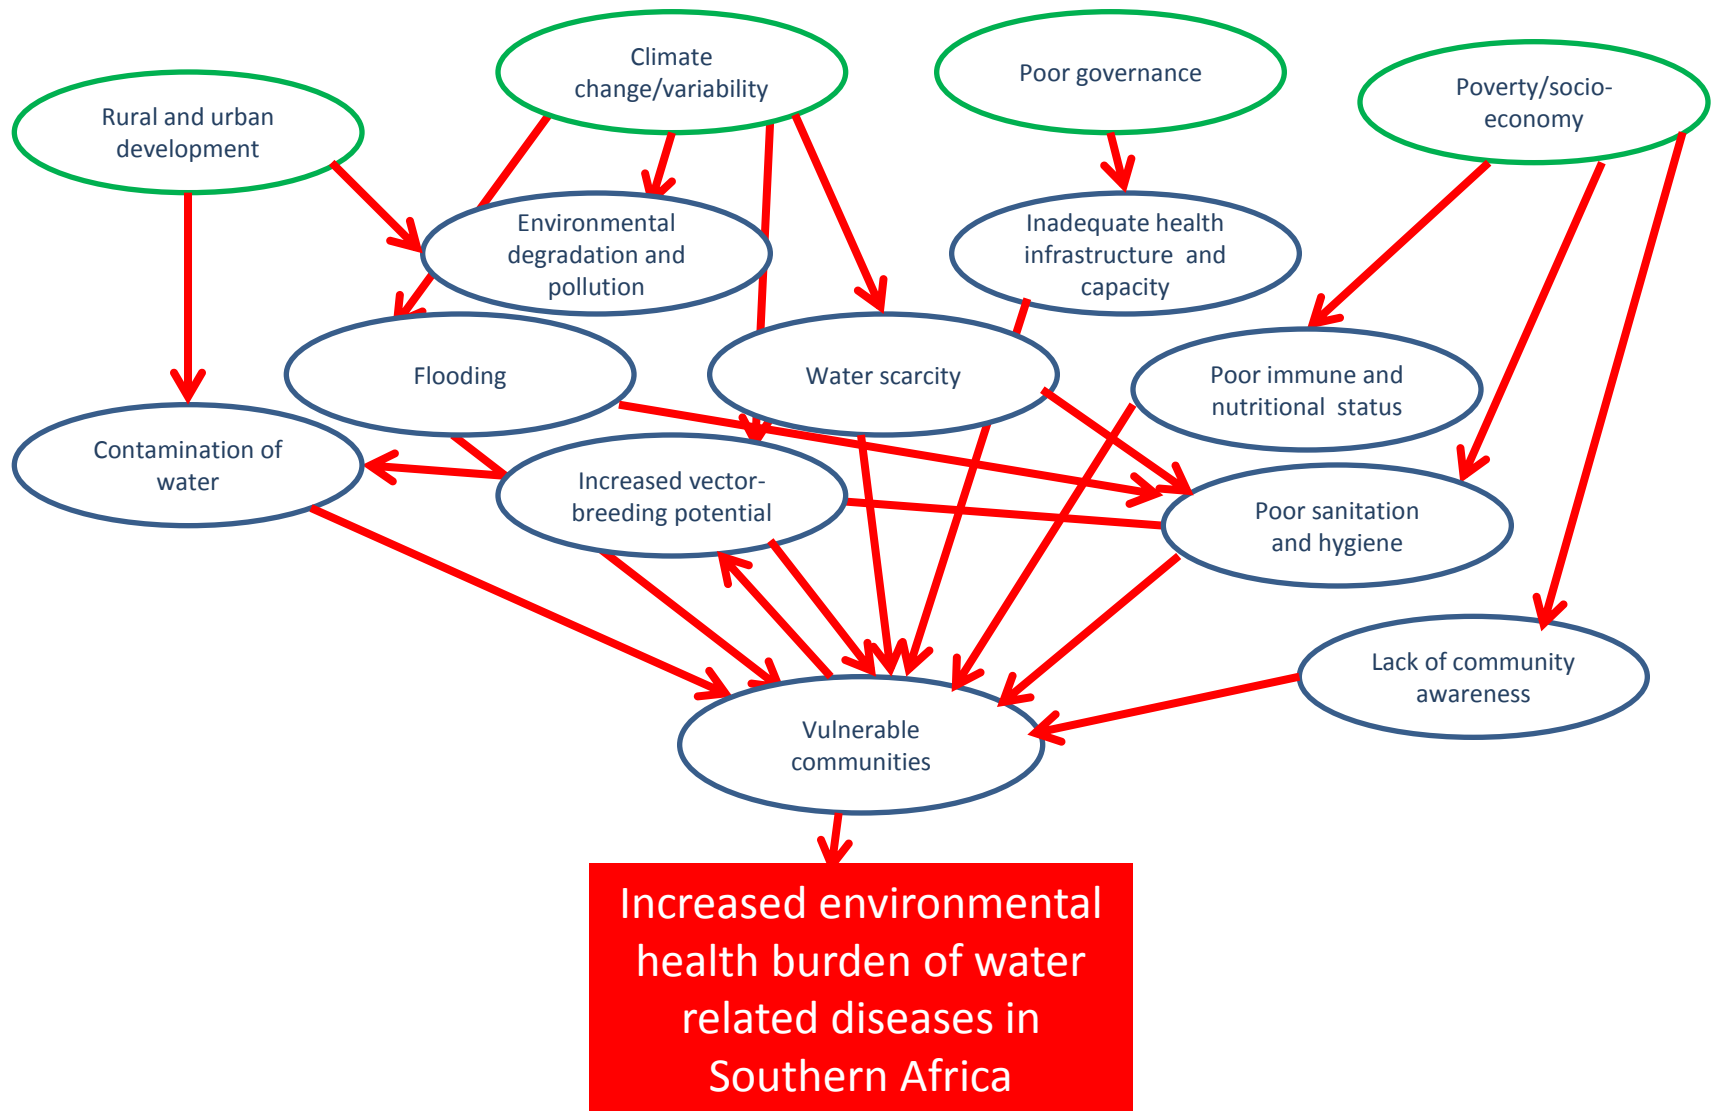 Climate
change/variability
Poor governance
Poverty/socio-
economy
Rural and urban
development
Environmental
degradation and
pollution
Inadequate health
infrastructure and
capacity
Flooding
Water scarcity
Poor immune and
nutritional status
Contamination of
water
Increased vector-
breeding potential
Poor sanitation
and hygiene
Lack of community
awareness
Vulnerable
communities
Increased environmental
health burden of water
related diseases in
Southern Africa